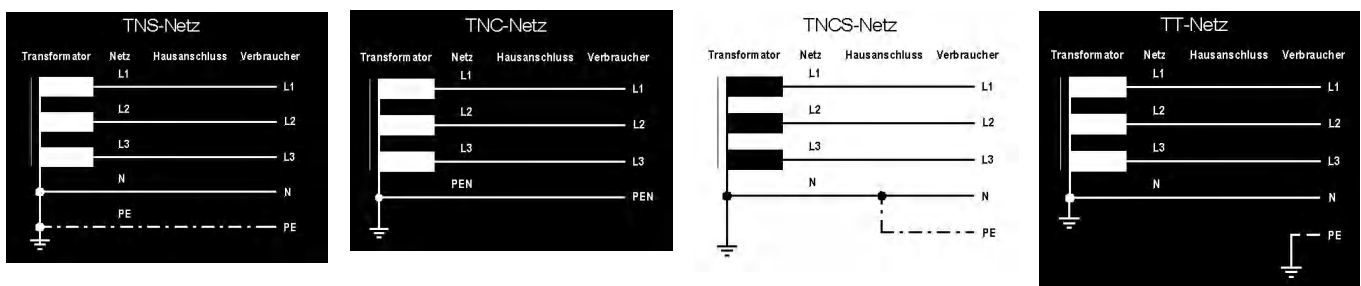 TNS-Netz
Transformator Netz Hausanschluss Verbraucher
L1
L1
L2
L2
L3
L3
N
N
PE
PE
TNC-Netz
Transformator Netz Hausanschluss Verbraucher
L1
L1
L2
L2
L3
L3
PEN
PEN
TNCS-Netz
Transformator Netz Hausanschluss Verbraucher
L1
L1
L2
L2
L3
L3
N
N
PE
TT-Netz
Transformator Netz Hausanschluss Verbraucher
L1
L1
L2
L2
L3
L3
N
N
PE